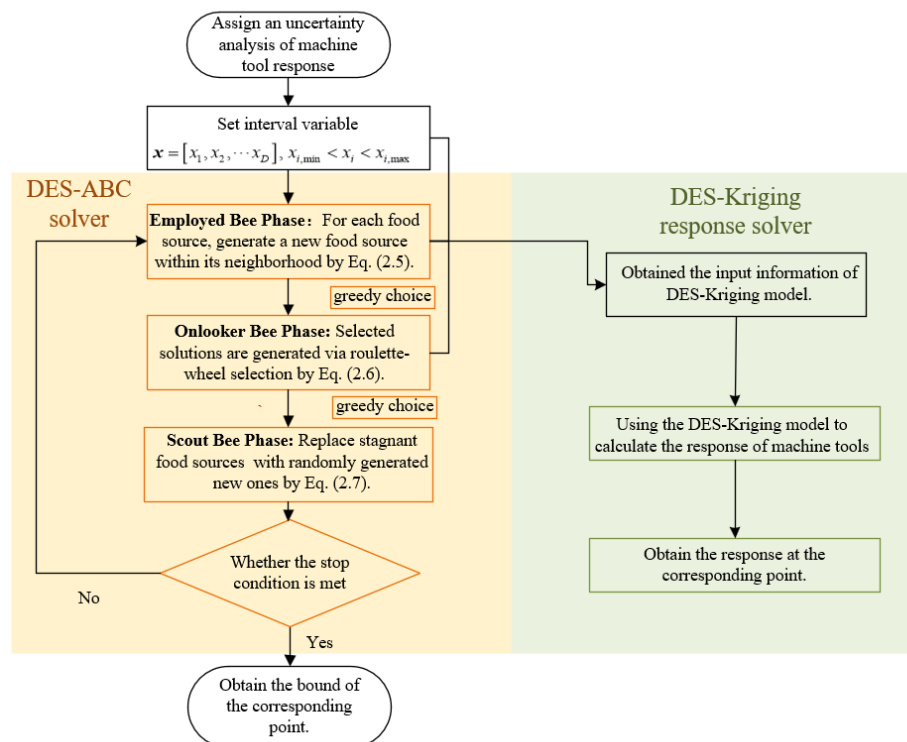 Assign an uncertainty
analysis of machine
tool response
Set interval variable
x = [x₁, x₂, ⋯ x_D], x_{i,min} < x_i < x_{i,max}
DES-ABC
solver
Employed Bee Phase: For each food
source, generate a new food source
within its neighborhood by Eq. (2.5).
greedy choice
Onlooker Bee Phase: Selected
solutions are generated via roulette-
wheel selection by Eq. (2.6).
greedy choice
Scout Bee Phase: Replace stagnant
food sources with randomly generated
new ones by Eq. (2.7).
Whether the stop
condition is met
No
Yes
Obtain the bound of
the corresponding
point.
DES-Kriging
response solver
Obtained the input information of
DES-Kriging model.
Using the DES-Kriging model to
calculate the response of machine tools
Obtain the response at the
corresponding point.